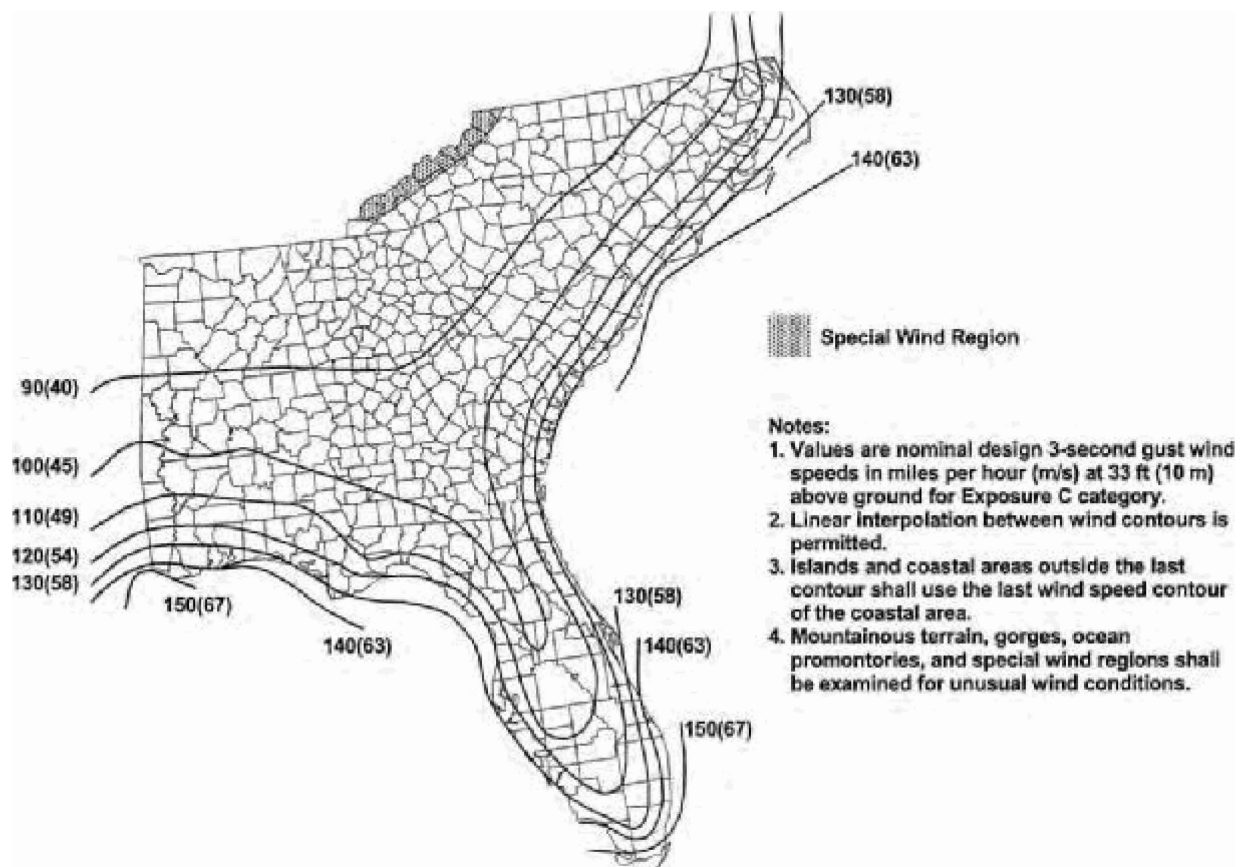 130(58)
140(63)
Special Wind Region
90(40)
100(45)
110(49)
120(54)
130(58)
150(67)
140(63)
130(58)
140(63)
150(67)
Notes:
1. Values are nominal design 3-second gust wind
speeds in miles per hour (m/s) at 33 ft (10 m)
above ground for Exposure C category.
2. Linear interpolation between wind contours is
permitted.
3. Islands and coastal areas outside the last
contour shall use the last wind speed contour
of the coastal area.
4. Mountainous terrain, gorges, ocean
promontories, and special wind regions shall
be examined for unusual wind conditions.